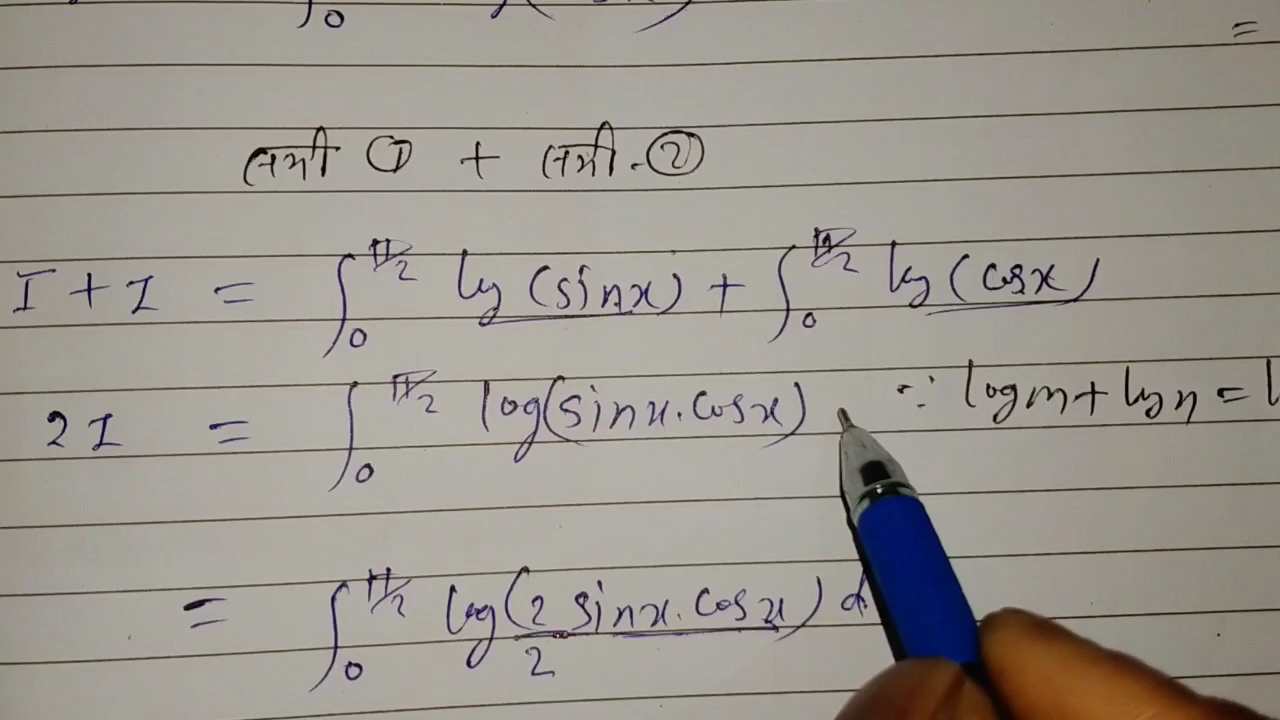 समी ① + समी. ②
I + I = ∫₀^{π/2} log (sinx) + ∫₀^{π/2} log (cosx)
2I = ∫₀^{π/2} log(sinx.cosx) ∵ logm + logn = l
= ∫₀^{π/2} log(2 sinx.cosx / 2) d